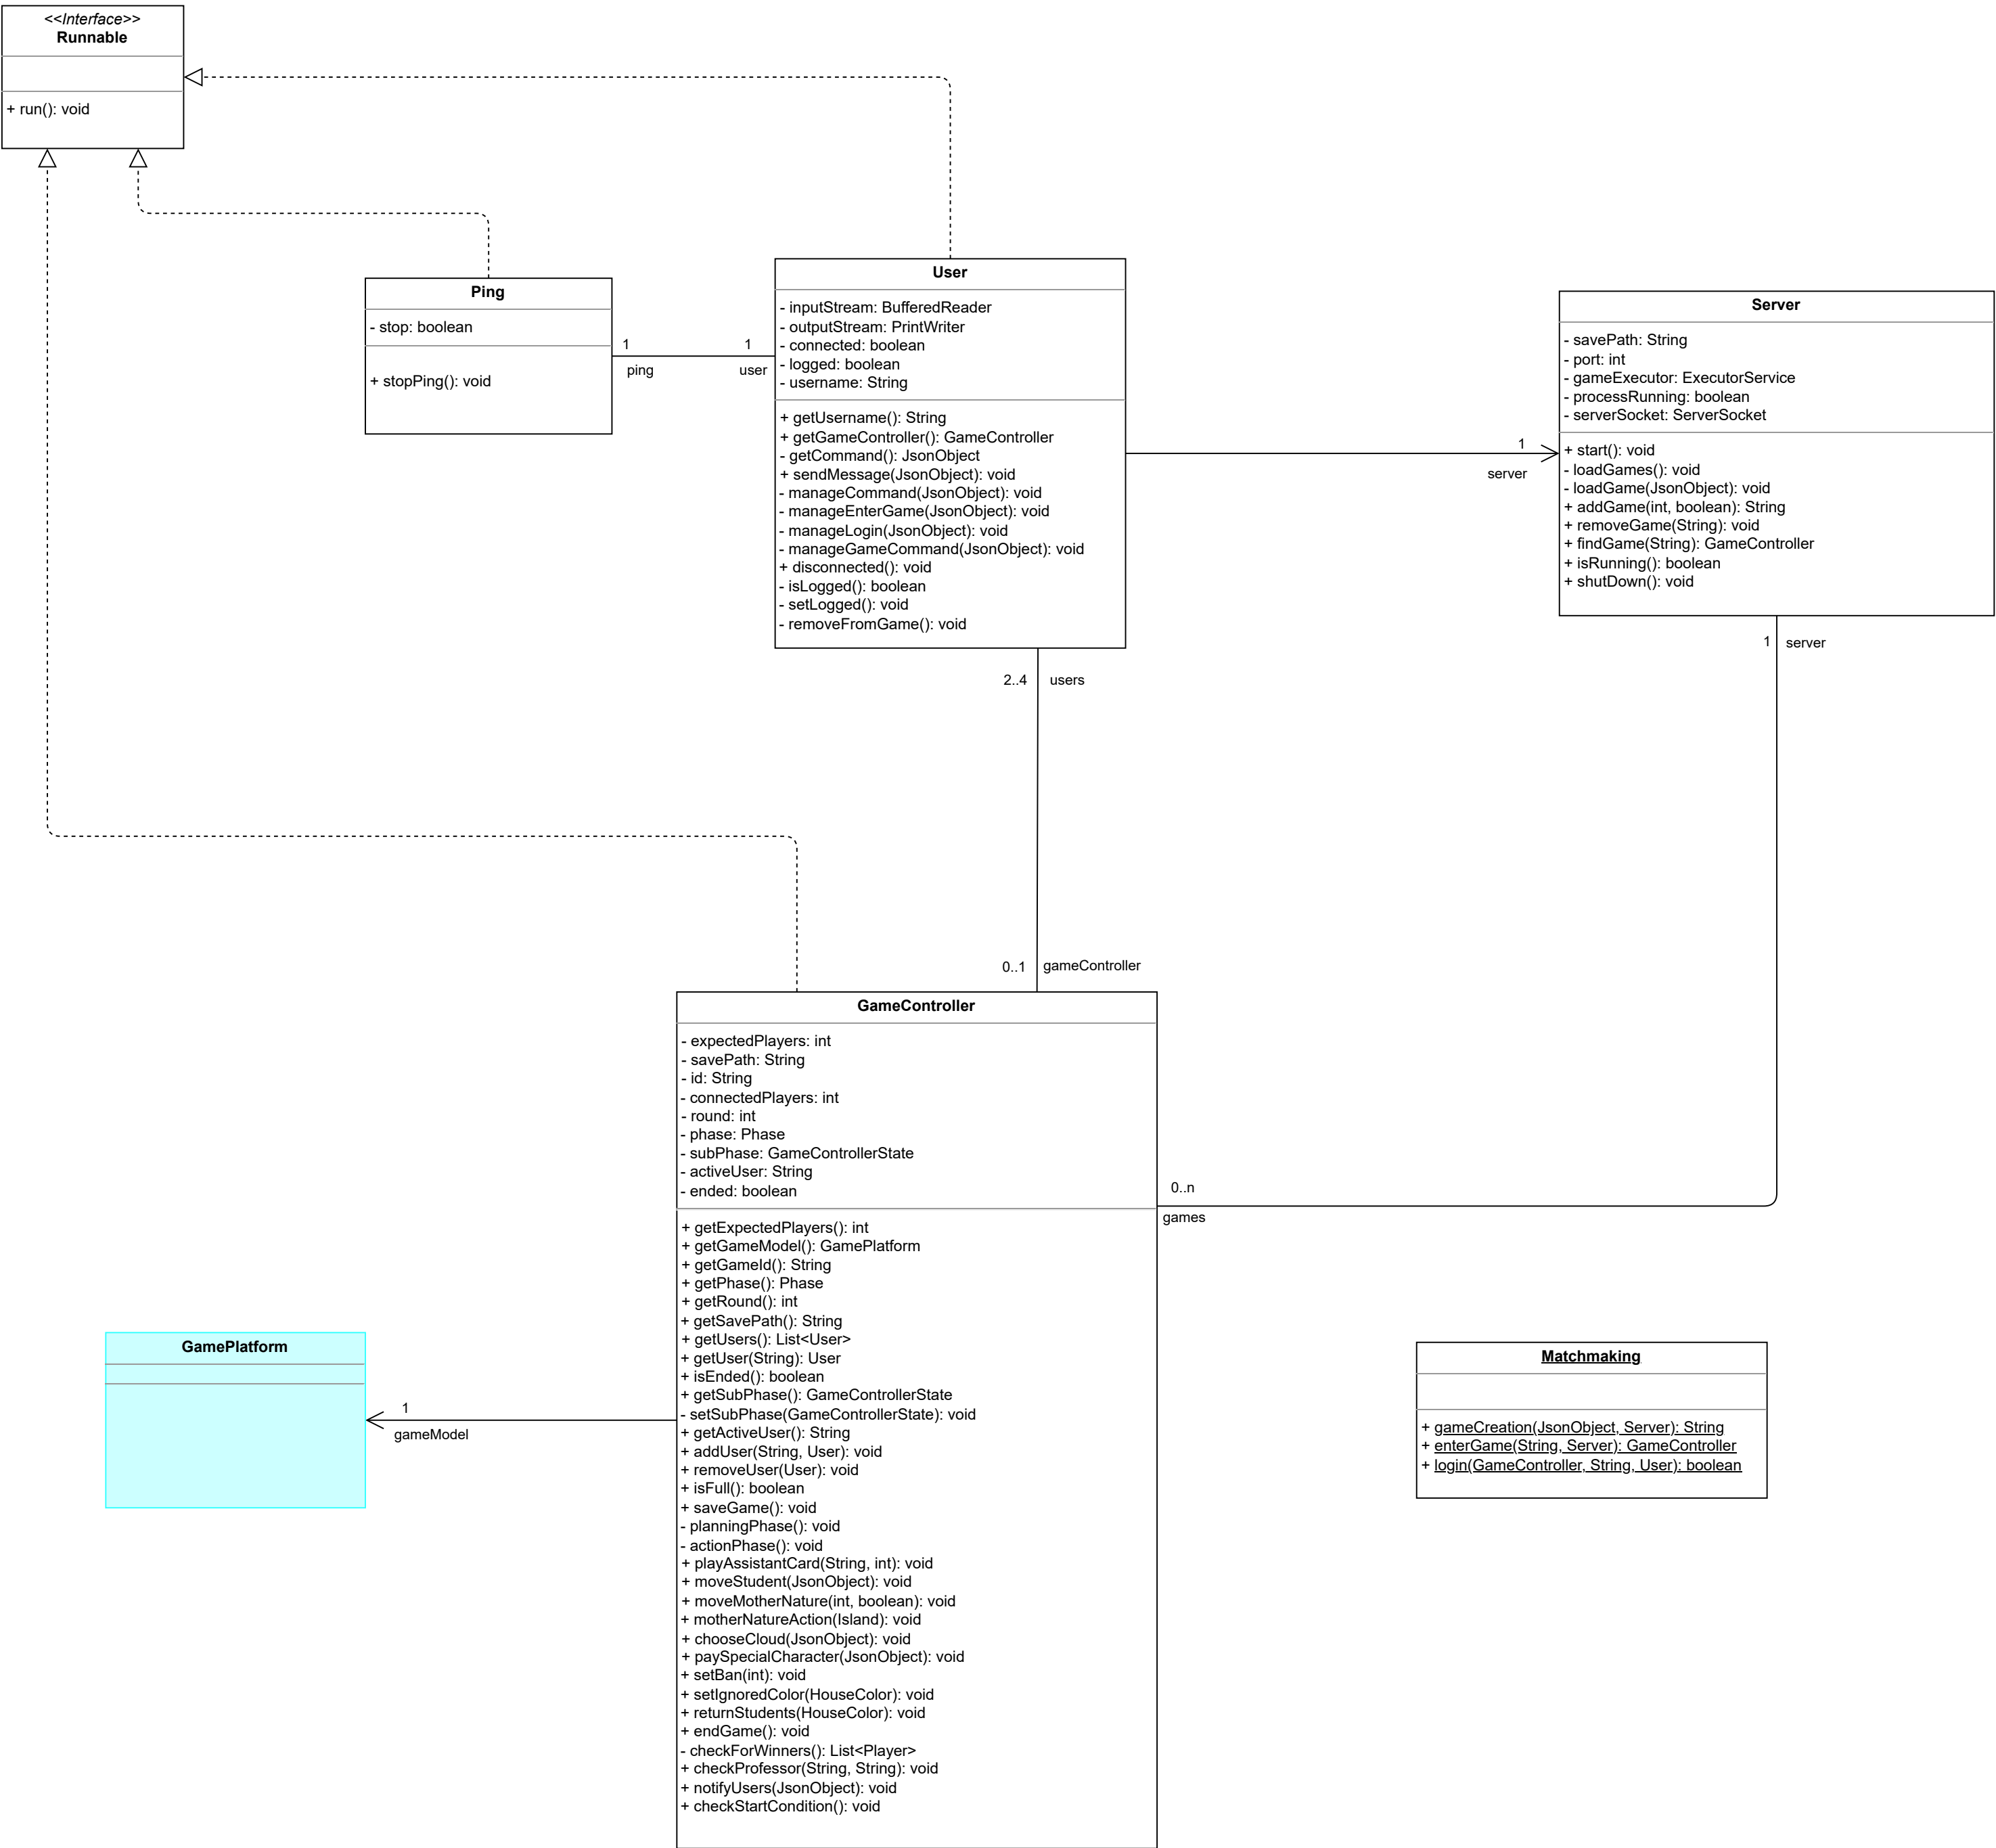 <<Interface>>
Runnable
+ run(): void
Ping
- stop: boolean
+ stopPing(): void
1
ping
1
user
User
- inputStream: BufferedReader
- outputStream: PrintWriter
- connected: boolean
- logged: boolean
- username: String
+ getUsername(): String
+ getGameController(): GameController
- getCommand(): JsonObject
+ sendMessage(JsonObject): void
- manageCommand(JsonObject): void
- manageEnterGame(JsonObject): void
- manageLogin(JsonObject): void
- manageGameCommand(JsonObject): void
+ disconnected(): void
- isLogged(): boolean
- setLogged(): void
- removeFromGame(): void
1
server
Server
- savePath: String
- port: int
- gameExecutor: ExecutorService
- processRunning: boolean
- serverSocket: ServerSocket
+ start(): void
- loadGames(): void
- loadGame(JsonObject): void
+ addGame(int, boolean): String
+ removeGame(String): void
+ findGame(String): GameController
+ isRunning(): boolean
+ shutDown(): void
1 server
2..4 users
0..1 gameController
GameController
- expectedPlayers: int
- savePath: String
- id: String
- connectedPlayers: int
- round: int
- phase: Phase
- subPhase: GameControllerState
- activeUser: String
- ended: boolean
+ getExpectedPlayers(): int
+ getGameModel(): GamePlatform
+ getGameId(): String
+ getPhase(): Phase
+ getRound(): int
+ getSavePath(): String
+ getUsers(): List<User>
+ getUser(String): User
+ isEnded(): boolean
+ getSubPhase(): GameControllerState
- setSubPhase(GameControllerState): void
+ getActiveUser(): String
+ addUser(String, User): void
+ removeUser(User): void
+ isFull(): boolean
+ saveGame(): void
- planningPhase(): void
- actionPhase(): void
+ playAssistantCard(String, int): void
+ moveStudent(JsonObject): void
+ moveMotherNature(int, boolean): void
+ motherNatureAction(Island): void
+ chooseCloud(JsonObject): void
+ paySpecialCharacter(JsonObject): void
+ setBan(int): void
+ setIgnoredColor(HouseColor): void
+ returnStudents(HouseColor): void
+ endGame(): void
- checkForWinners(): List<Player>
+ checkProfessor(String, String): void
+ notifyUsers(JsonObject): void
+ checkStartCondition(): void
0..n
games
GamePlatform
1
gameModel
Matchmaking
+ gameCreation(JsonObject, Server): String
+ enterGame(String, Server): GameController
+ login(GameController, String, User): boolean